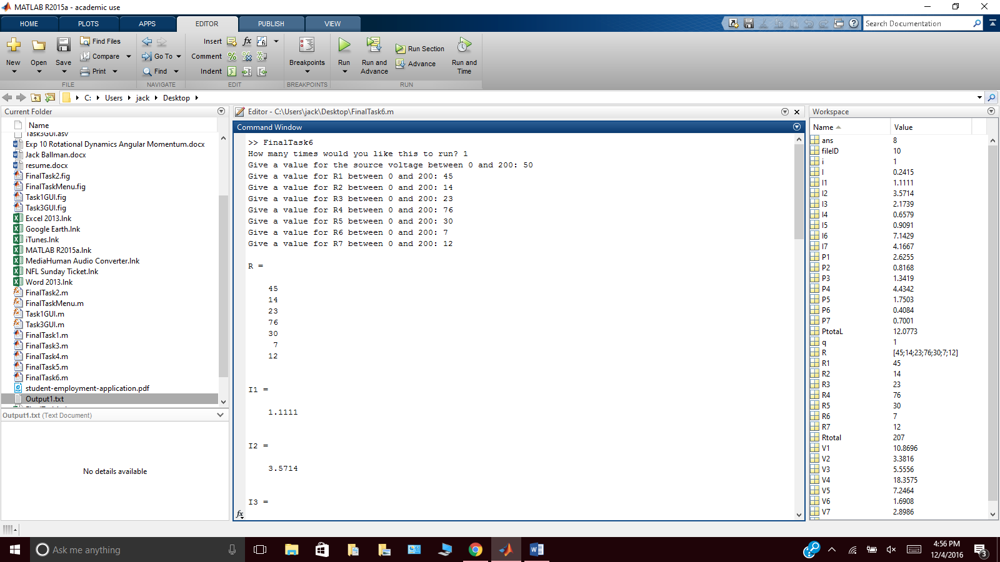 MATLAB R2015a - academic use
HOME
PLOTS
APPS
EDITOR
PUBLISH
VIEW
Search Documentation
New
Open
Save
Find Files
Compare
Print
FILE
Go To
Find
NAVIGATE
Insert
Comment
Indent
EDIT
Breakpoints
BREAKPOINTS
Run
Run and Advance
Run Section
Advance
Run and Time
RUN
C:
Users
jack
Desktop
Current Folder
Name
Task3GUI.asv
Exp 10 Rotational Dynamics Angular Momentum.docx
Jack Ballman.docx
resume.docx
FinalTask2.fig
FinalTaskMenu.fig
Task1GUI.fig
Task3GUI.fig
Excel 2013.lnk
Google Earth.lnk
iTunes.lnk
MATLAB R2015a.lnk
MediaHuman Audio Converter.lnk
NFL Sunday Ticket.lnk
Word 2013.lnk
FinalTask2.m
FinalTaskMenu.m
Task1GUI.m
Task3GUI.m
FinalTask1.m
FinalTask3.m
FinalTask4.m
FinalTask5.m
FinalTask6.m
student-employment-application.pdf
Output1.txt
Output1.txt (Text Document)
No details available
Editor - C:\Users\jack\Desktop\FinalTask6.m
Command Window
>> FinalTask6
How many times would you like this to run? 1
Give a value for the source voltage between 0 and 200: 50
Give a value for R1 between 0 and 200: 45
Give a value for R2 between 0 and 200: 14
Give a value for R3 between 0 and 200: 23
Give a value for R4 between 0 and 200: 76
Give a value for R5 between 0 and 200: 30
Give a value for R6 between 0 and 200: 7
Give a value for R7 between 0 and 200: 12
R =
45
14
23
76
30
7
12
I1 =
1.1111
I2 =
3.5714
I3 =
fx
Workspace
Name Value
ans 8
fileID 10
i 1
I 0.2415
I1 1.1111
I2 3.5714
I3 2.1739
I4 0.6579
I5 0.9091
I6 7.1429
I7 4.1667
P1 2.6255
P2 0.8168
P3 1.3419
P4 4.4342
P5 1.7503
P6 0.4084
P7 0.7001
PtotaL 12.0773
q 1
R [45;14;23;76;30;7;12]
R1 45
R2 14
R3 23
R4 76
R5 30
R6 7
R7 12
Rtotal 207
V1 10.8696
V2 3.3816
V3 5.5556
V4 18.3575
V5 7.2464
V6 1.6908
V7 2.8986
Ask me anything
4:56 PM
12/4/2016
3